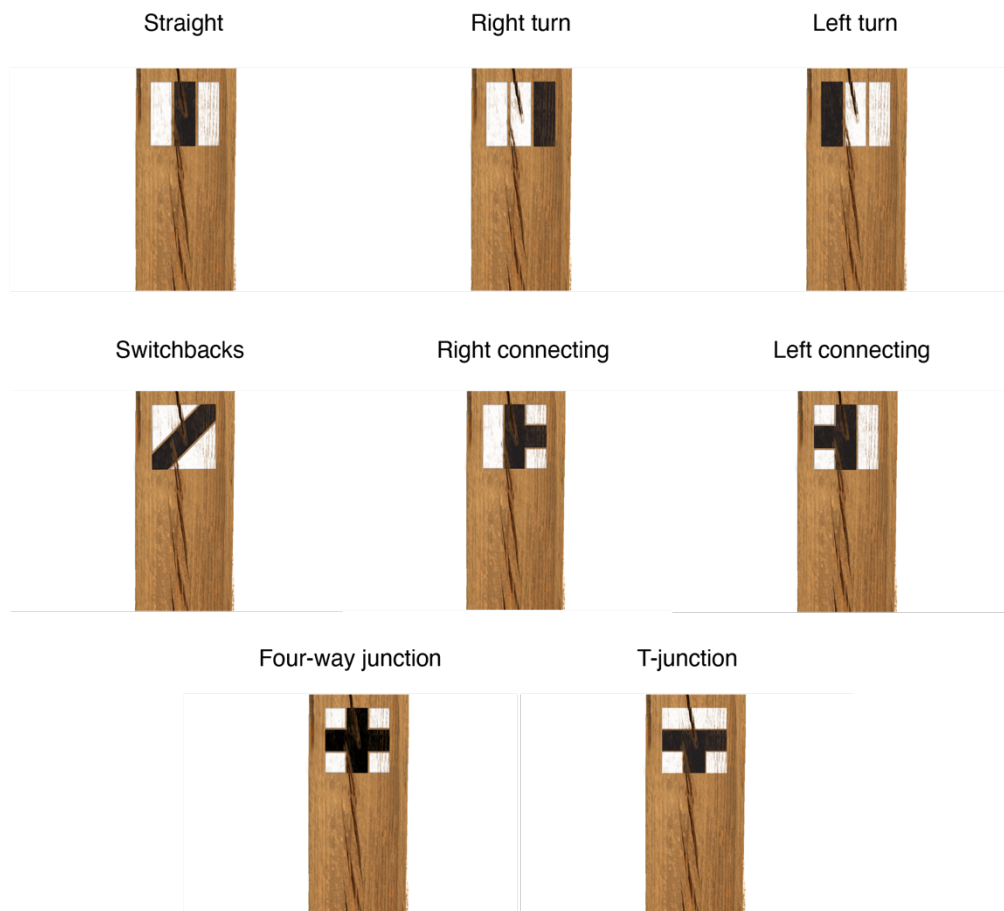 Straight
Right turn
Left turn
Switchbacks
Right connecting
Left connecting
Four-way junction
T-junction